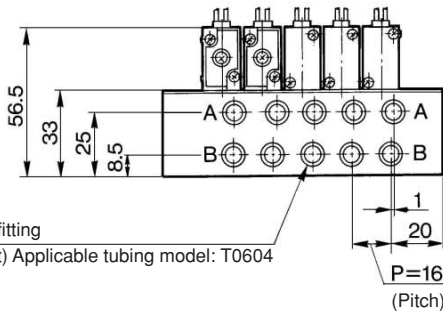 56.5
33
25
8.5
A A
B B
1
20
fitting
t) Applicable tubing model: T0604
P=16
(Pitch)